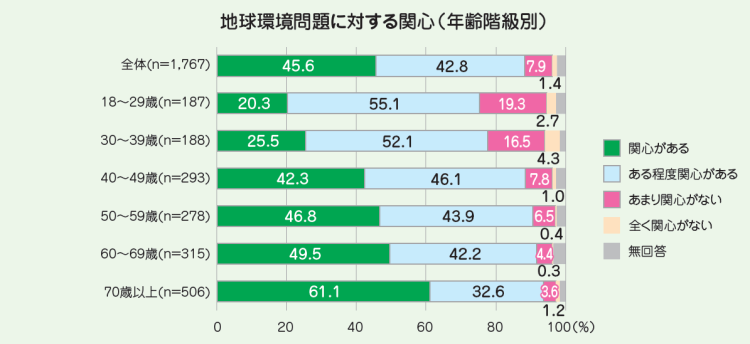 地球環境問題に対する関心（年齢階級別）
全体(n=1,767) 45.6 42.8 7.9 1.4
18～29歳(n=187) 20.3 55.1 19.3 2.7
30～39歳(n=188) 25.5 52.1 16.5 4.3
40～49歳(n=293) 42.3 46.1 7.8 1.0
50～59歳(n=278) 46.8 43.9 6.5 0.4
60～69歳(n=315) 49.5 42.2 4.4 0.3
70歳以上(n=506) 61.1 32.6 3.6 1.2
0 20 40 60 80 100(%)
関心がある
ある程度関心がある
あまり関心がない
全く関心がない
無回答